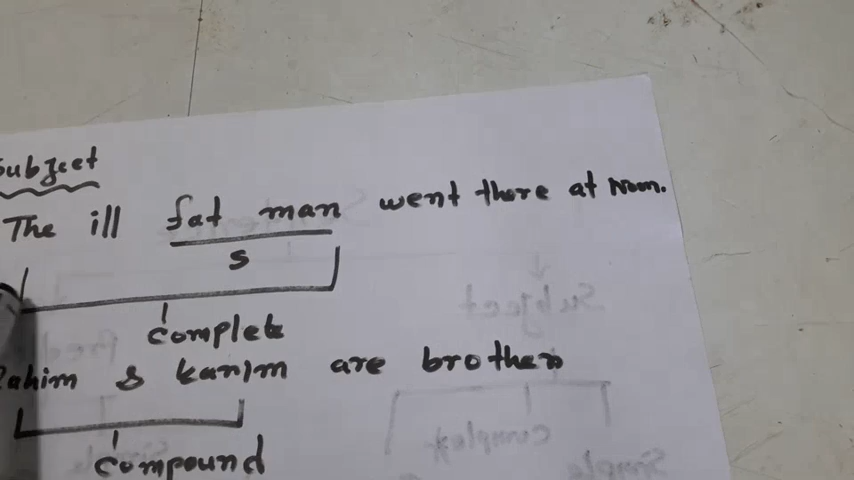 Subject
The ill fat man went there at Noon.
S
complete
Rahim & karim are brothers
compound